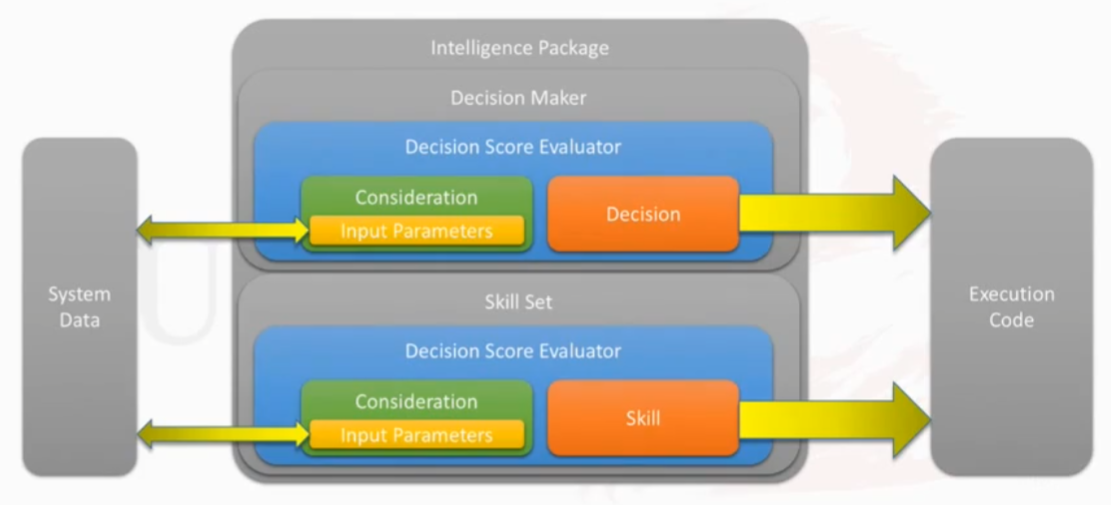 Intelligence Package
Decision Maker
Decision Score Evaluator
Consideration
Input Parameters
Decision
System
Data
Skill Set
Decision Score Evaluator
Consideration
Input Parameters
Skill
Execution
Code